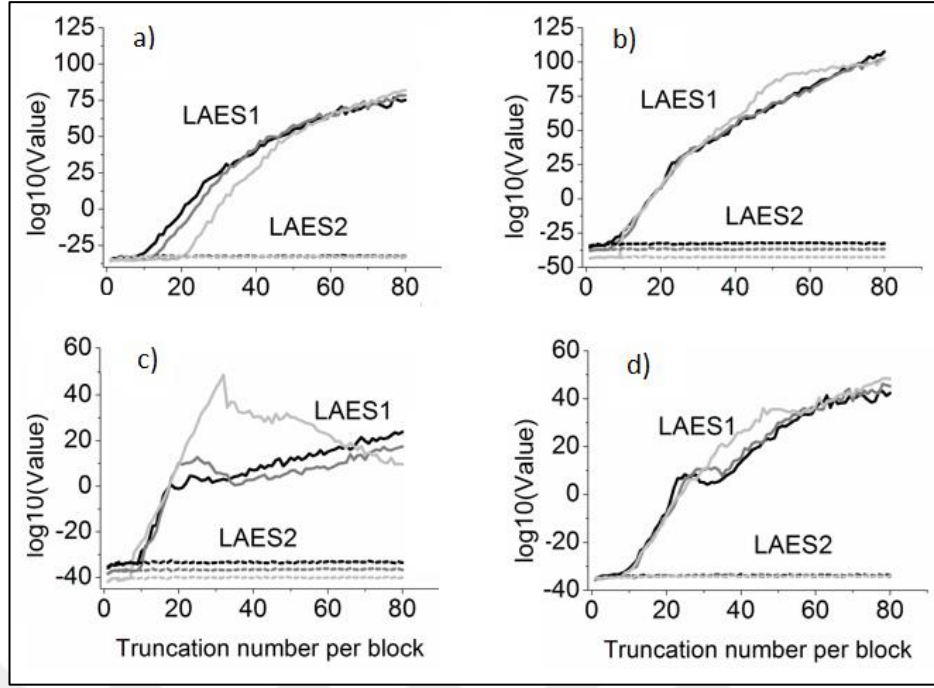 a)
125
100
75
50
25
0
-25
log10(Value)
LAES1
LAES2
0 20 40 60 80
b)
125
100
75
50
25
0
-25
-50
log10(Value)
LAES1
LAES2
0 20 40 60 80
c)
60
40
20
0
-20
-40
log10(Value)
LAES1
LAES2
0 20 40 60 80
Truncation number per block
d)
60
40
20
0
-20
-40
log10(Value)
LAES1
LAES2
0 20 40 60 80
Truncation number per block